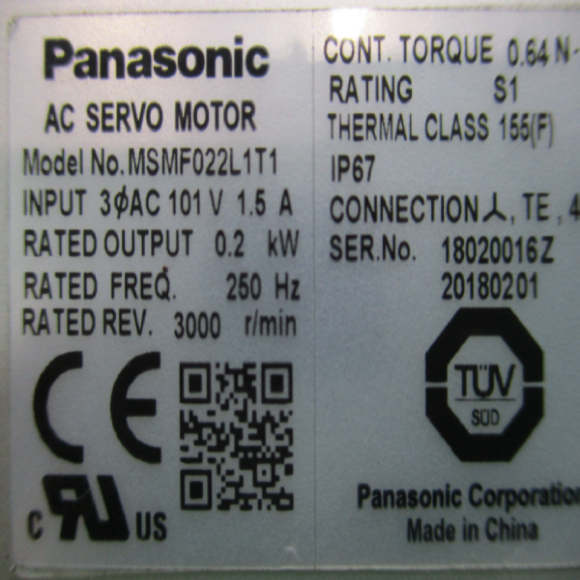 Panasonic
AC SERVO MOTOR
Model No. MSMF022L1T1
INPUT 3ϕAC 101 V 1.5 A
RATED OUTPUT 0.2 kW
RATED FREQ. 250 Hz
RATED REV. 3000 r/min
CE
C UR US
CONT. TORQUE 0.64 N
RATING S1
THERMAL CLASS 155(F)
IP67
CONNECTION ⅄, TE, 4
SER.No. 18020016Z
20180201
TÜV
SÜD
Panasonic Corporation
Made in China